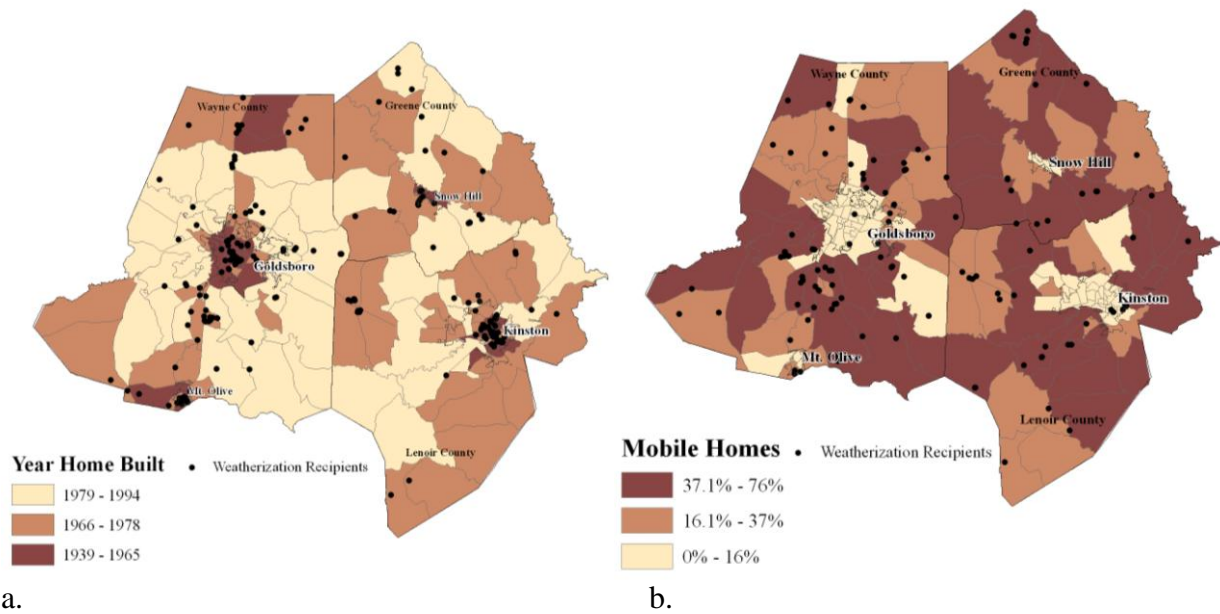 Wayne County
Greene County
Snow Hill
Goldsboro
Kinston
Mt. Olive
Lenoir County
Year Home Built • Weatherization Recipients
1979 - 1994
1966 - 1978
1939 - 1965
a.
Wayne County
Greene County
Snow Hill
Goldsboro
Kinston
Mt. Olive
Lenoir County
Mobile Homes • Weatherization Recipients
37.1% - 76%
16.1% - 37%
0% - 16%
b.